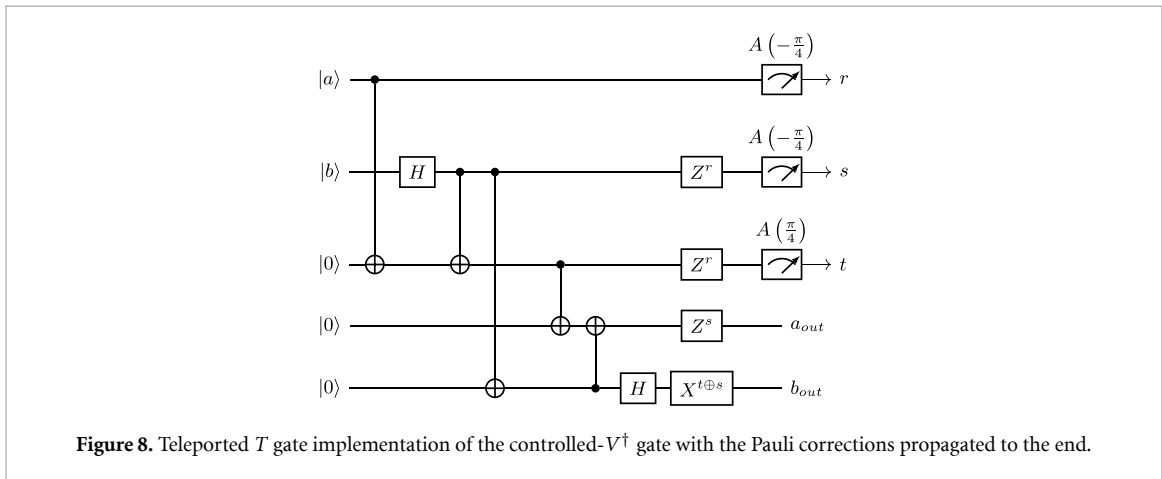 A(−π/4)
|a⟩ r
A(−π/4)
|b⟩ H Z^r s
A(π/4)
|0⟩ Z^r t
|0⟩ Z^s a_out
|0⟩ H X^{t⊕s} b_out
Figure 8. Teleported T gate implementation of the controlled-V† gate with the Pauli corrections propagated to the end.